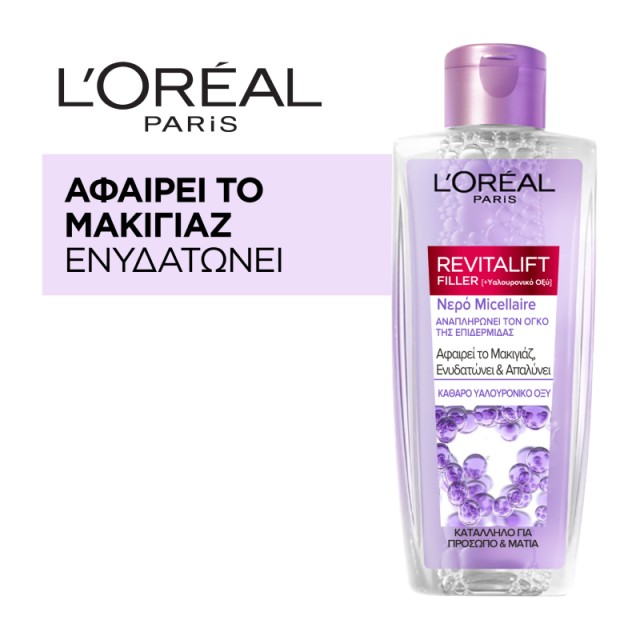 L'ORÉAL
PARiS
ΑΦΑΙΡΕΙ ΤΟ
ΜΑΚΙΓΙΑΖ
ΕΝΥΔΑΤΩΝΕΙ
L'ORÉAL
PARIS
REVITALIFT
FILLER [+Υαλουρονικό Οξύ]
Νερό Micellaire
ΑΝΑΠΛΗΡΩΝΕΙ ΤΟΝ ΟΓΚΟ
ΤΗΣ ΕΠΙΔΕΡΜΙΔΑΣ
Αφαιρεί το Μακιγιάζ,
Ενυδατώνει & Απαλύνει
ΚΑΘΑΡΟ ΥΑΛΟΥΡΟΝΙΚΟ ΟΞΥ
ΚΑΤΑΛΛΗΛΟ ΓΙΑ
ΠΡΟΣΩΠΟ & ΜΑΤΙΑ